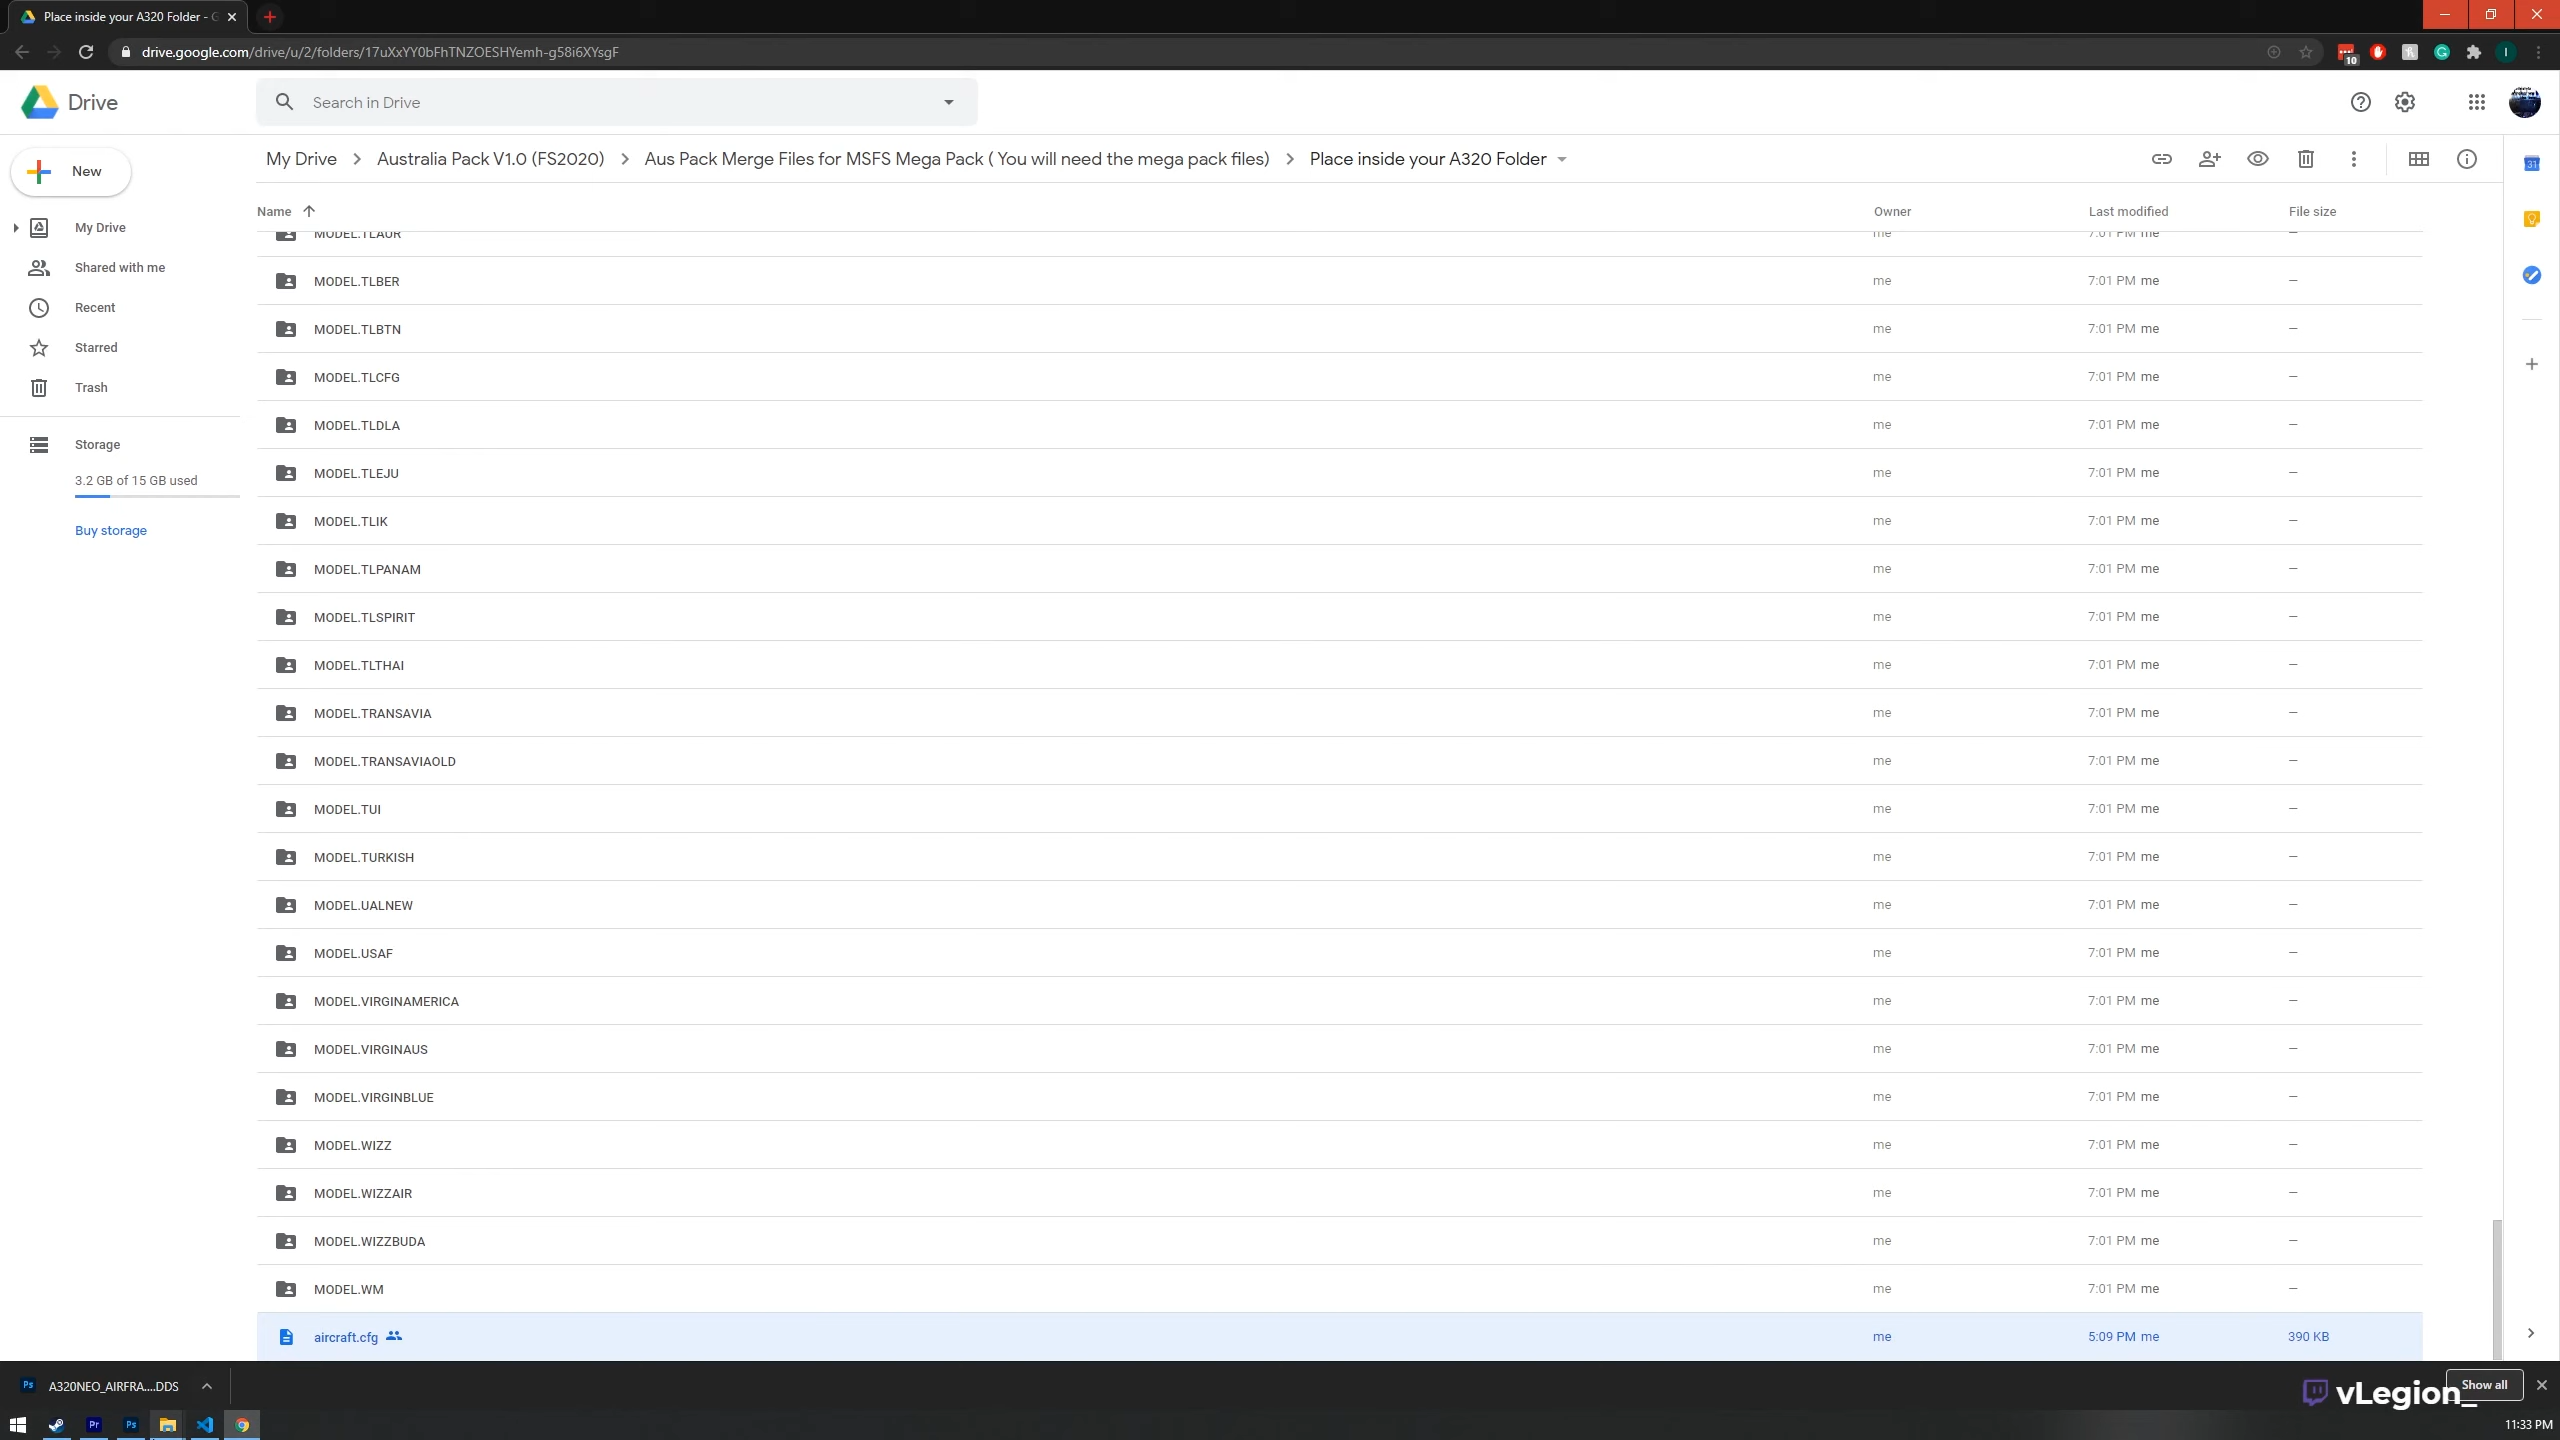 Place inside your A320 Folder - G
drive.google.com/drive/u/2/folders/17uXxYY0bFhTNZOESHYemh-g58i6XYsgF
10
I
Drive
Search in Drive
New
My Drive
Shared with me
Recent
Starred
Trash
Storage
3.2 GB of 15 GB used
Buy storage
My Drive Australia Pack V1.0 (FS2020) Aus Pack Merge Files for MSFS Mega Pack ( You will need the mega pack files) Place inside your A320 Folder
31
Name Owner Last modified File size
MODEL.TLAUR me 7:01 PM me —
MODEL.TLBER me 7:01 PM me —
MODEL.TLBTN me 7:01 PM me —
MODEL.TLCFG me 7:01 PM me —
MODEL.TLDLA me 7:01 PM me —
MODEL.TLEJU me 7:01 PM me —
MODEL.TLIK me 7:01 PM me —
MODEL.TLPANAM me 7:01 PM me —
MODEL.TLSPIRIT me 7:01 PM me —
MODEL.TLTHAI me 7:01 PM me —
MODEL.TRANSAVIA me 7:01 PM me —
MODEL.TRANSAVIAOLD me 7:01 PM me —
MODEL.TUI me 7:01 PM me —
MODEL.TURKISH me 7:01 PM me —
MODEL.UALNEW me 7:01 PM me —
MODEL.USAF me 7:01 PM me —
MODEL.VIRGINAMERICA me 7:01 PM me —
MODEL.VIRGINAUS me 7:01 PM me —
MODEL.VIRGINBLUE me 7:01 PM me —
MODEL.WIZZ me 7:01 PM me —
MODEL.WIZZAIR me 7:01 PM me —
MODEL.WIZZBUDA me 7:01 PM me —
MODEL.WM me 7:01 PM me —
aircraft.cfg me 5:09 PM me 390 KB
Ps A320NEO_AIRFRA....DDS
vLegion_ Show all
Pr Ps
11:33 PM